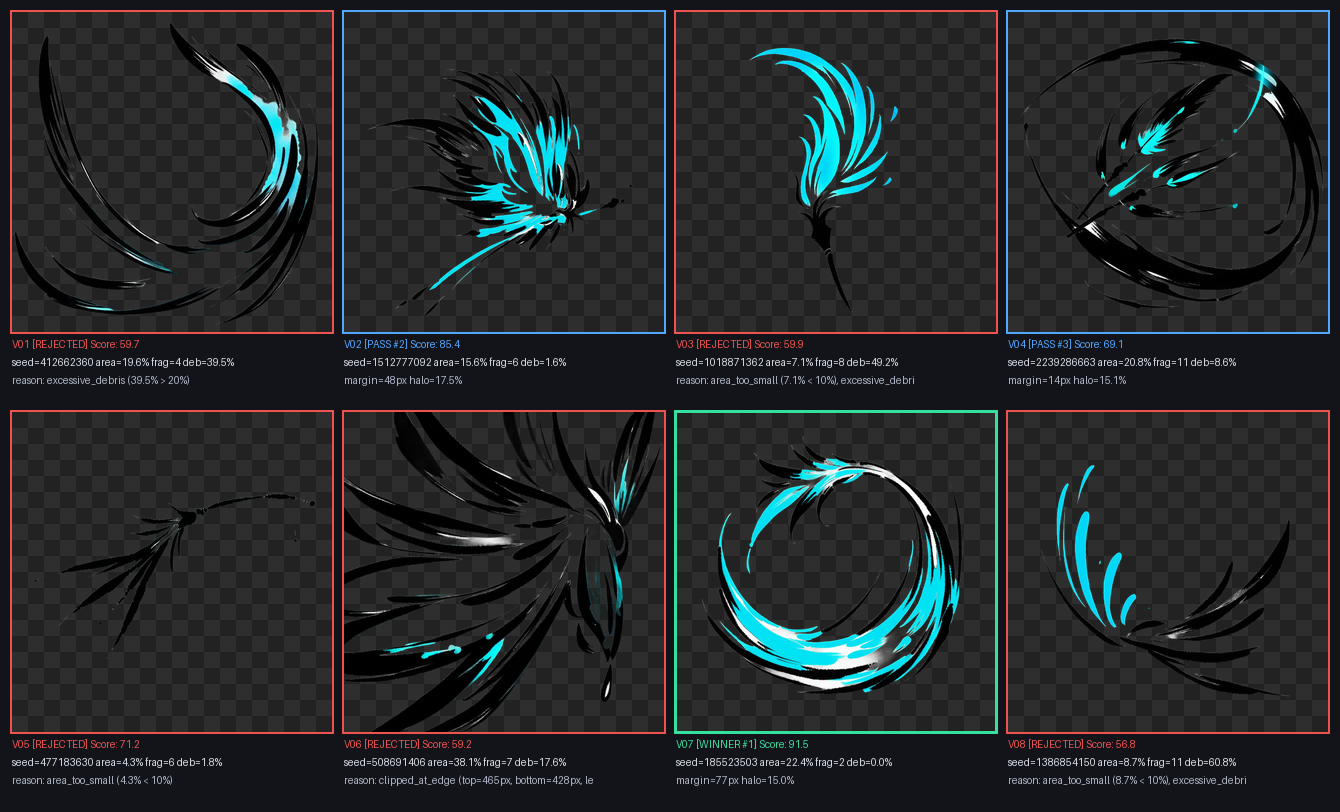 V01 [REJECTED] Score: 59.7
seed=412662360 area=19.6% frag=4 deb=39.5%
reason: excessive_debris (39.5% > 20%)
V02 [PASS #2] Score: 85.4
seed=1512777092 area=15.6% frag=6 deb=1.6%
margin=48px halo=17.5%
V03 [REJECTED] Score: 59.9
seed=1018871362 area=7.1% frag=8 deb=49.2%
reason: area_too_small (7.1% < 10%), excessive_debri
V04 [PASS #3] Score: 69.1
seed=2239286663 area=20.8% frag=11 deb=8.6%
margin=14px halo=15.1%
V05 [REJECTED] Score: 71.2
seed=477183630 area=4.3% frag=6 deb=1.8%
reason: area_too_small (4.3% < 10%)
V06 [REJECTED] Score: 59.2
seed=508691406 area=38.1% frag=7 deb=17.6%
reason: clipped_at_edge (top=465px, bottom=428px, le
V07 [WINNER #1] Score: 91.5
seed=185523503 area=22.4% frag=2 deb=0.0%
margin=77px halo=15.0%
V08 [REJECTED] Score: 56.8
seed=1386854150 area=8.7% frag=11 deb=60.8%
reason: area_too_small (8.7% < 10%), excessive_debri